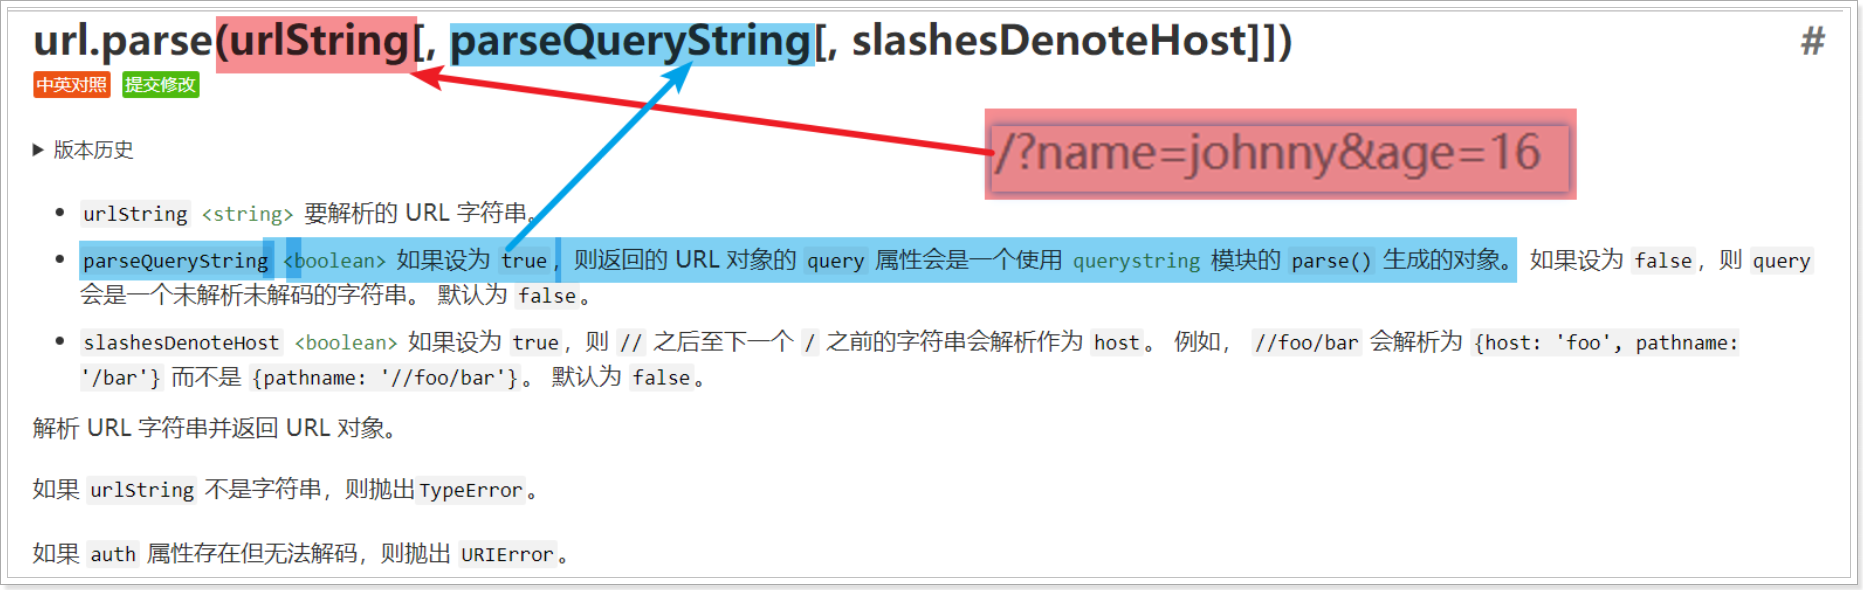 url.parse(urlString[, parseQueryString[, slashesDenoteHost]])
#
中英对照 提交修改
/?name=johnny&age=16
▶ 版本历史
• urlString <string> 要解析的 URL 字符串。
• parseQueryString <boolean> 如果设为 true，则返回的 URL 对象的 query 属性会是一个使用 querystring 模块的 parse() 生成的对象。 如果设为 false，则 query
会是一个未解析未解码的字符串。 默认为 false。
• slashesDenoteHost <boolean> 如果设为 true，则 // 之后至下一个 / 之前的字符串会解析作为 host。 例如， //foo/bar 会解析为 {host: 'foo', pathname:
'/bar'} 而不是 {pathname: '//foo/bar'}。 默认为 false。
解析 URL 字符串并返回 URL 对象。
如果 urlString 不是字符串，则抛出TypeError。
如果 auth 属性存在但无法解码，则抛出 URIError。